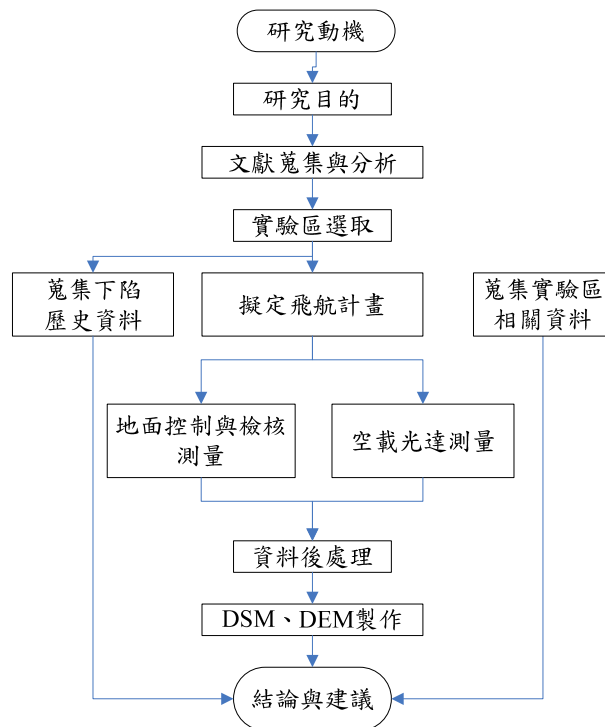 研究動機
研究目的
文獻蒐集與分析
實驗區選取
蒐集下陷
歷史資料
擬定飛航計畫
蒐集實驗區
相關資料
地面控制與檢核
測量
空載光達測量
資料後處理
DSM、DEM製作
結論與建議